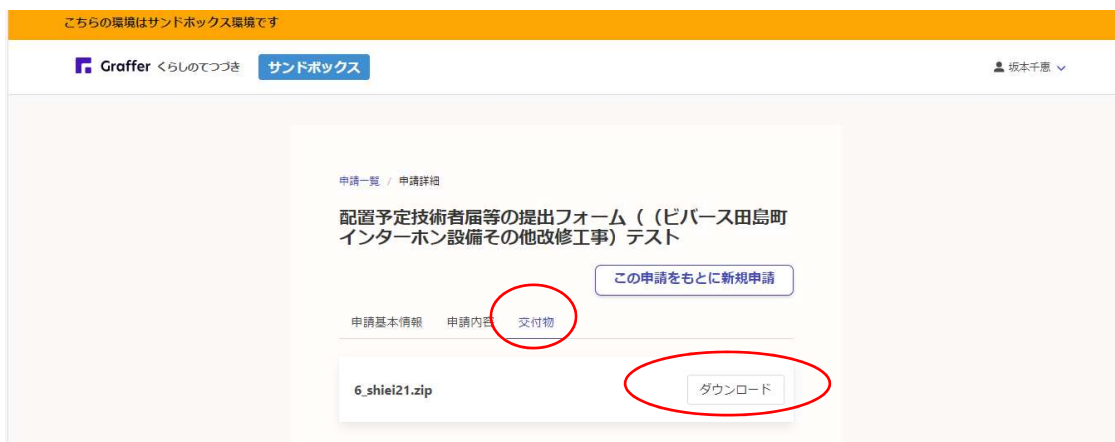 こちらの環境はサンドボックス環境です
Graffer くらしのてつづき サンドボックス 坂本千恵
申請一覧 / 申請詳細
配置予定技術者届等の提出フォーム（（ビバース田島町
インターホン設備その他改修工事）テスト
この申請をもとに新規申請
申請基本情報 申請内容 交付物
6_shiei21.zip ダウンロード